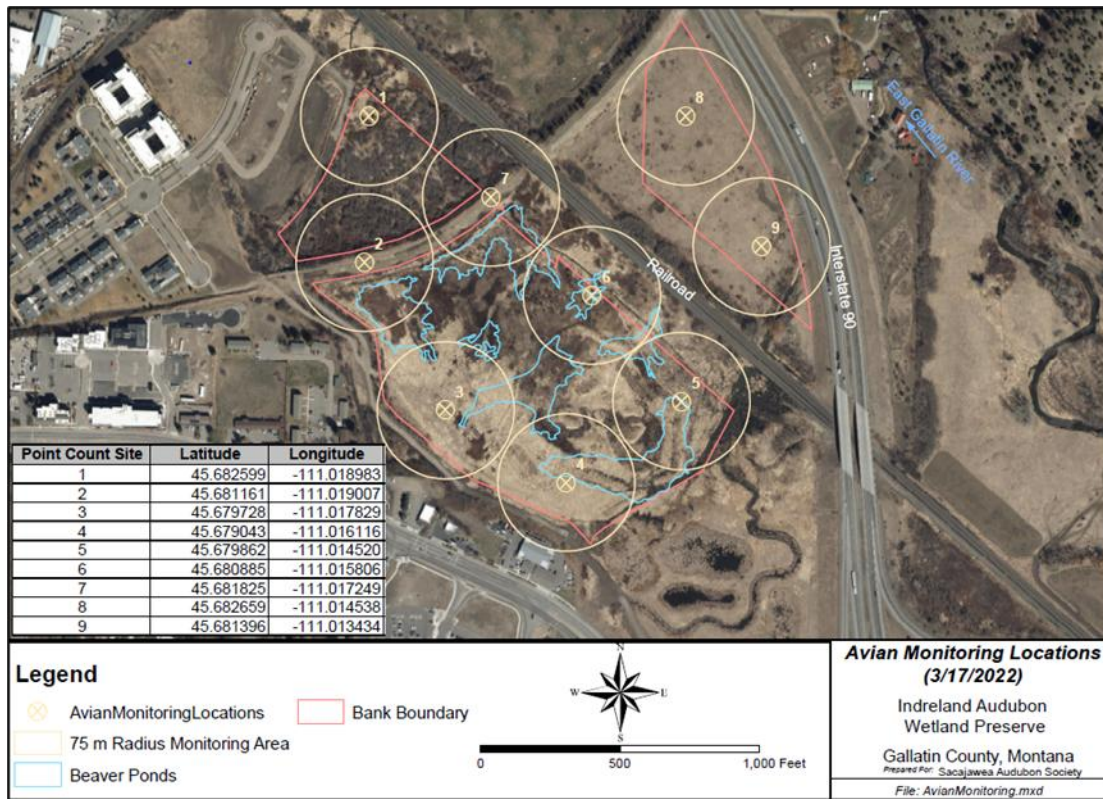 1
8
7
2
9
East Gallatin River
6
Railroad
Interstate 90
5
3
4
Point Count Site Latitude Longitude
1 45.682599 -111.018983
2 45.681161 -111.019007
3 45.679728 -111.017829
4 45.679043 -111.016116
5 45.679862 -111.014520
6 45.680885 -111.015806
7 45.681825 -111.017249
8 45.682659 -111.014538
9 45.681396 -111.013434
Legend
AvianMonitoringLocations
75 m Radius Monitoring Area
Beaver Ponds
Bank Boundary
N
W E
S
0 500 1,000 Feet
Avian Monitoring Locations
(3/17/2022)
Indreland Audubon
Wetland Preserve
Gallatin County, Montana
Prepared For: Sacajawea Audubon Society
File: AvianMonitoring.mxd